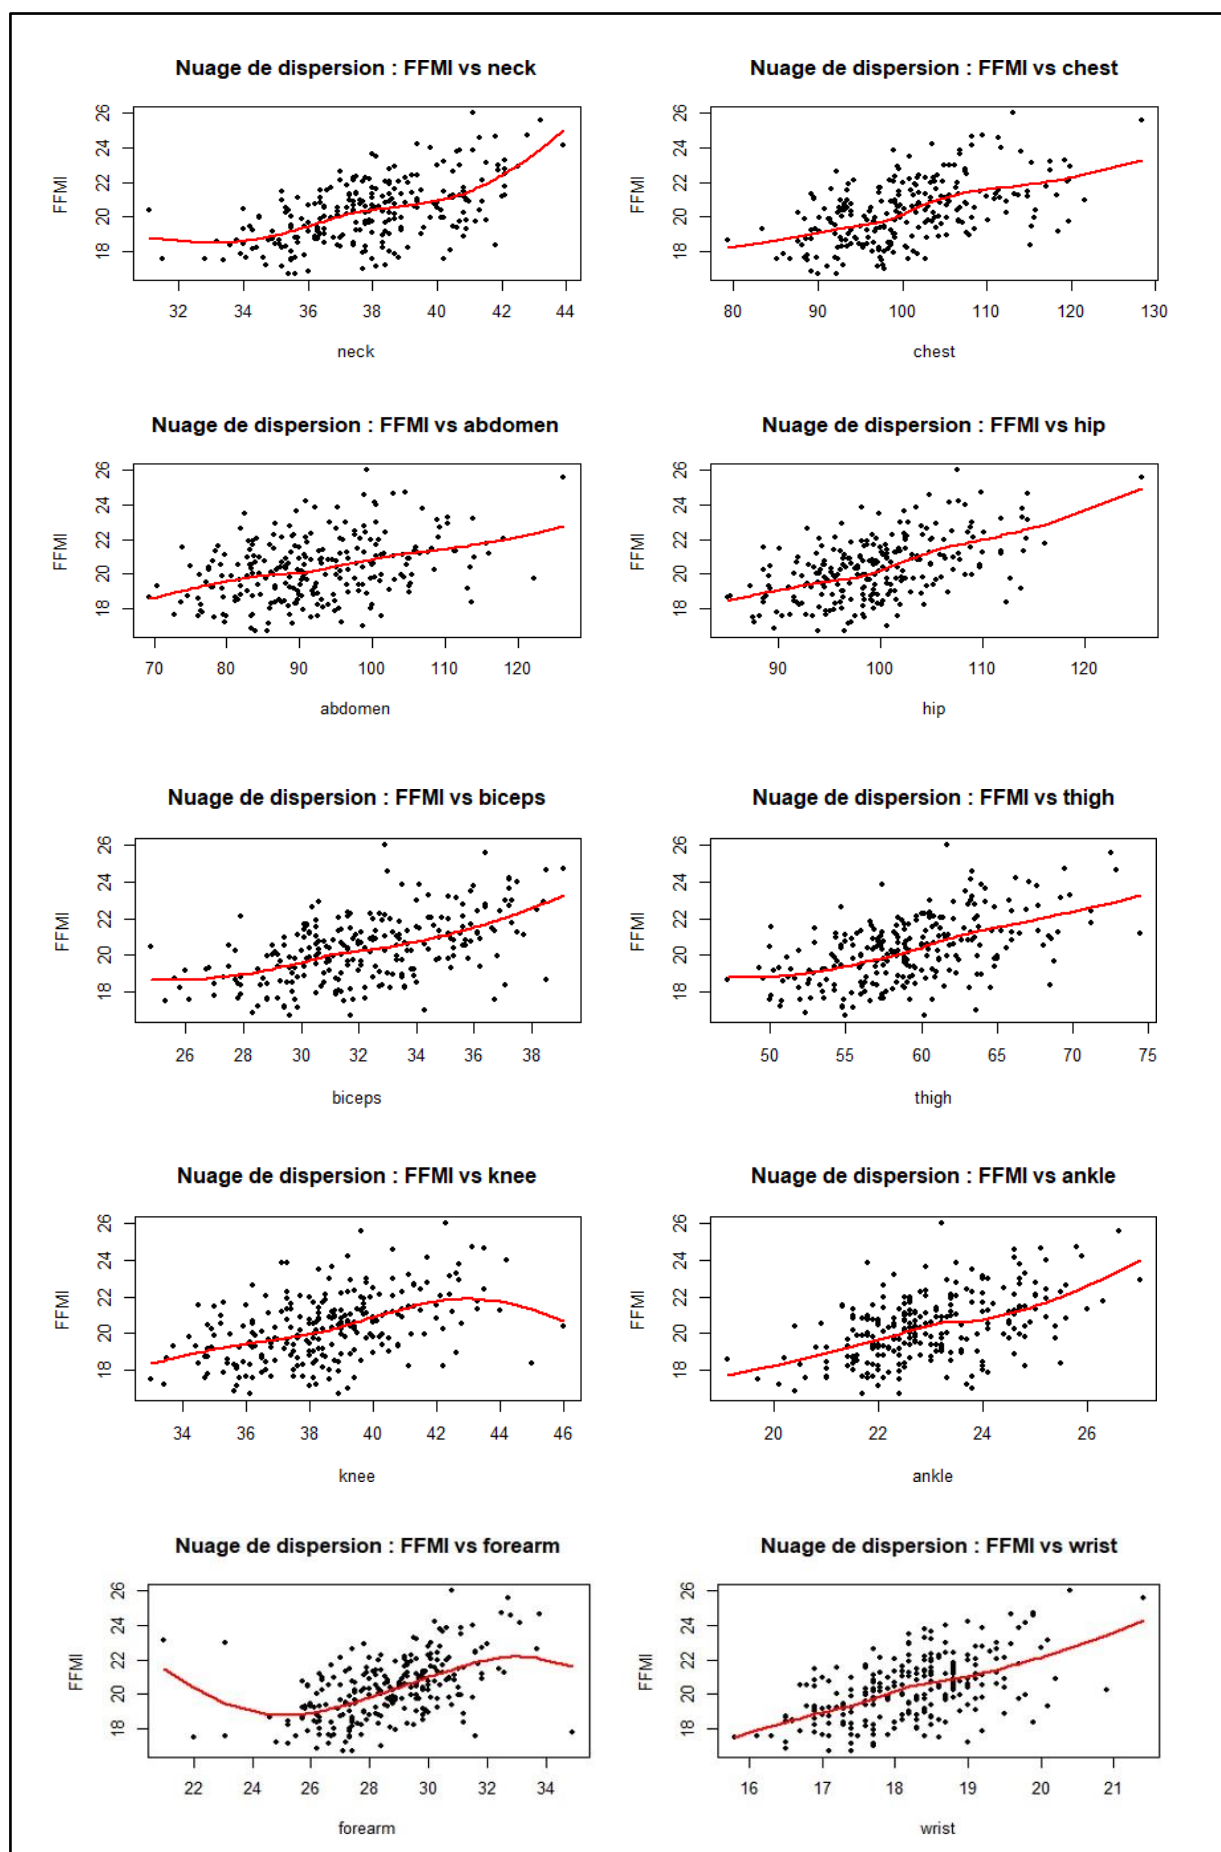 Nuage de dispersion : FFMI vs neck
FFMI
18 20 22 24 26
32 34 36 38 40 42 44
neck
Nuage de dispersion : FFMI vs chest
FFMI
18 20 22 24 26
80 90 100 110 120 130
chest
Nuage de dispersion : FFMI vs abdomen
FFMI
18 20 22 24 26
70 80 90 100 110 120
abdomen
Nuage de dispersion : FFMI vs hip
FFMI
18 20 22 24 26
90 100 110 120
hip
Nuage de dispersion : FFMI vs biceps
FFMI
18 20 22 24 26
26 28 30 32 34 36 38
biceps
Nuage de dispersion : FFMI vs thigh
FFMI
18 20 22 24 26
50 55 60 65 70 75
thigh
Nuage de dispersion : FFMI vs knee
FFMI
18 20 22 24 26
34 36 38 40 42 44 46
knee
Nuage de dispersion : FFMI vs ankle
FFMI
18 20 22 24 26
20 22 24 26
ankle
Nuage de dispersion : FFMI vs forearm
FFMI
18 20 22 24 26
22 24 26 28 30 32 34
forearm
Nuage de dispersion : FFMI vs wrist
FFMI
18 20 22 24 26
16 17 18 19 20 21
wrist